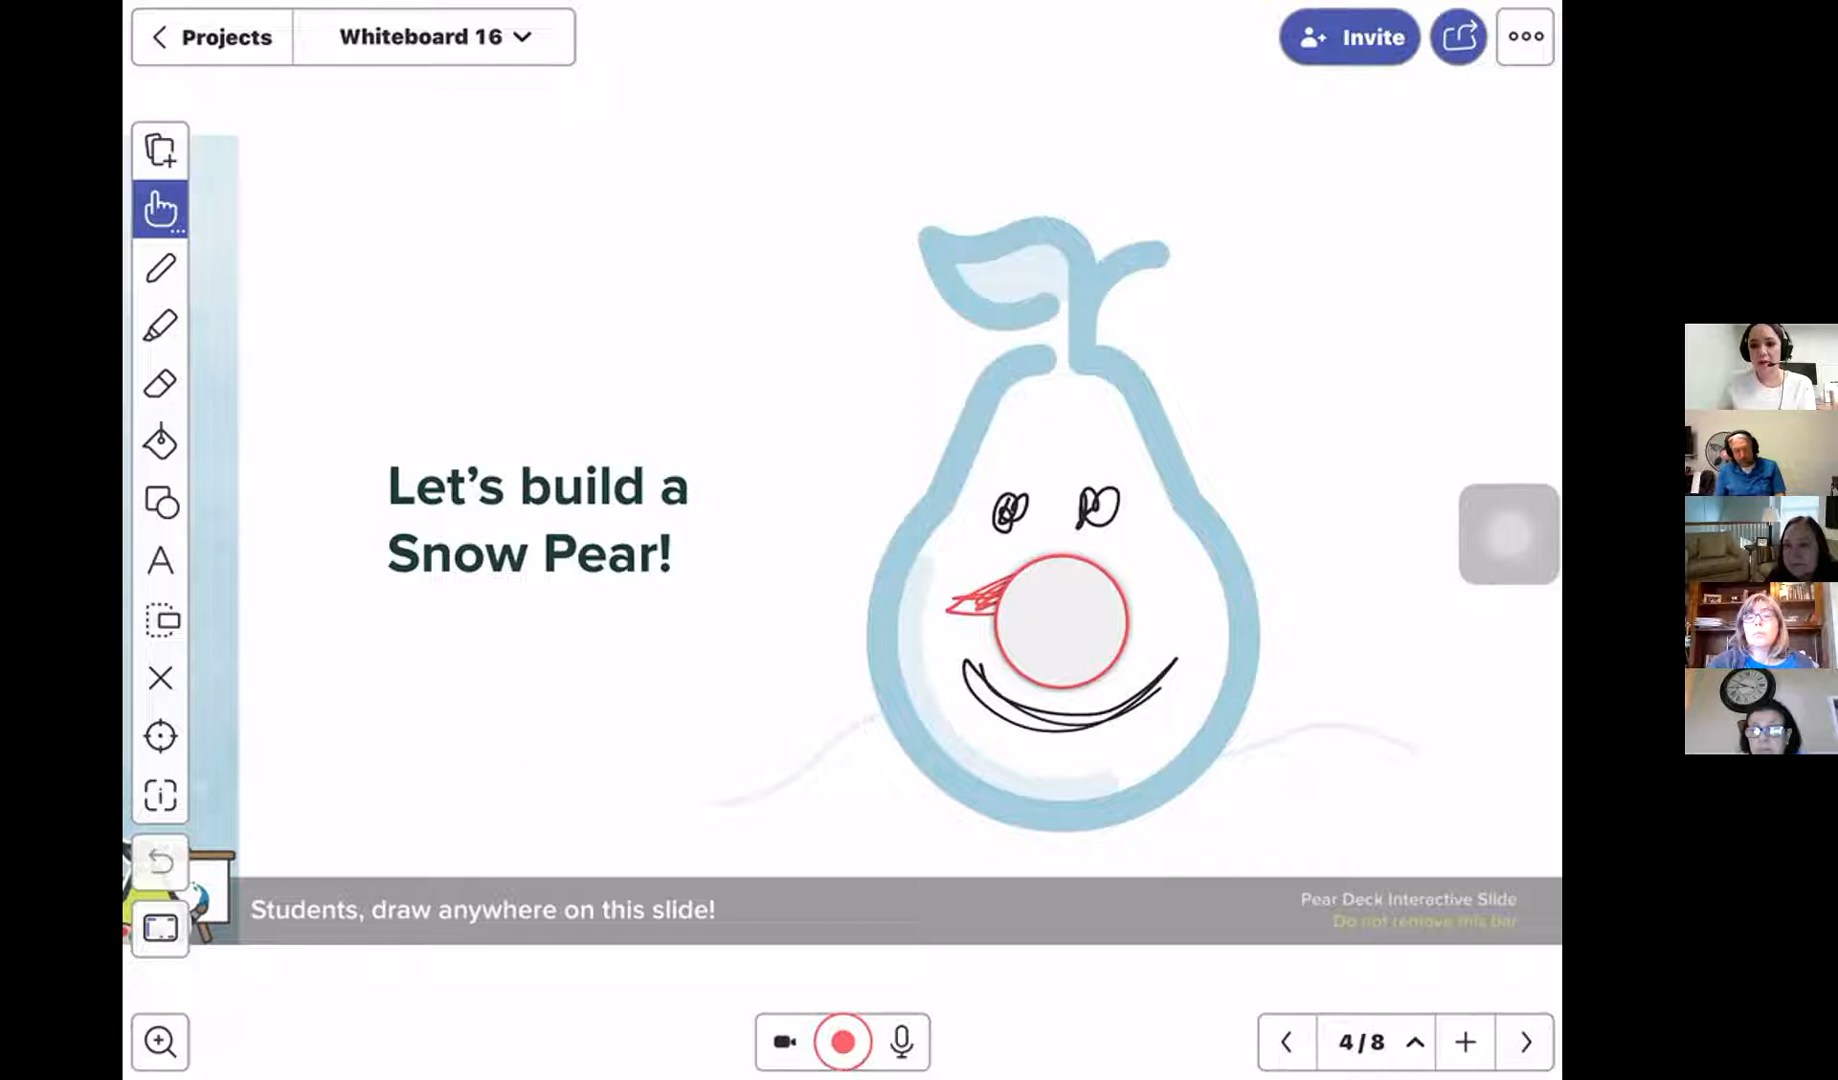 Projects
Whiteboard 16
Invite
Let's build a
Snow Pear!
A
Students, draw anywhere on this slide!
Pear Deck Interactive Slide
Do not remove this bar
4/8